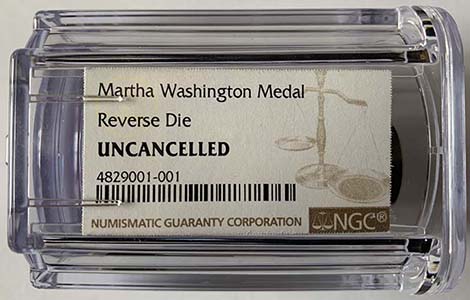 Martha Washington Medal
Reverse Die
UNCANCELLED
4829001-001
NUMISMATIC GUARANTY CORPORATION NGC®